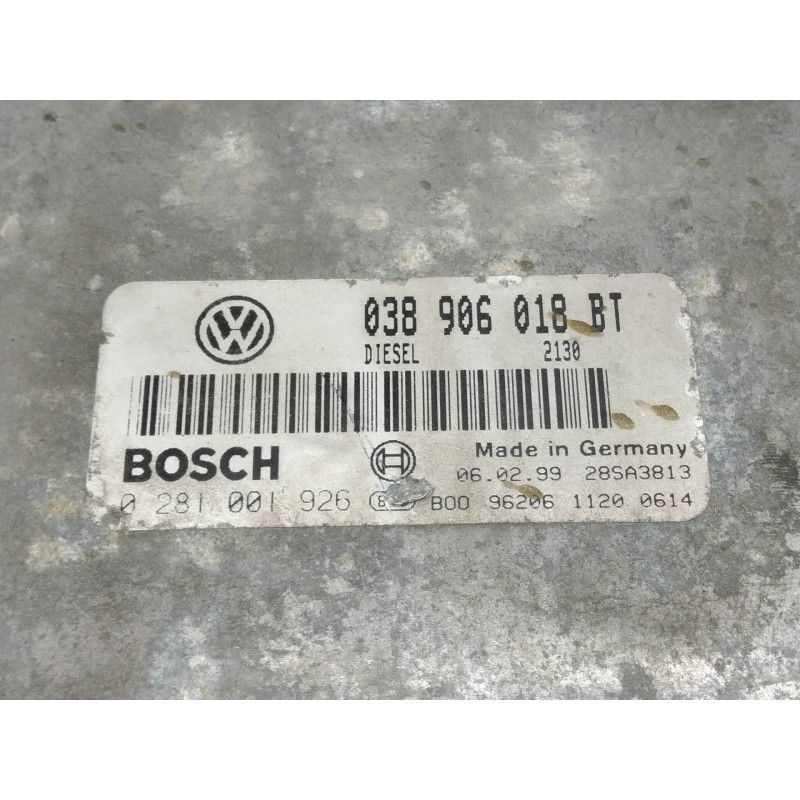 038 906 018 BT
DIESEL 2130
BOSCH
Made in Germany
06.02.99 28SA3813
0 281 001 926 B00 96206 1120 0614